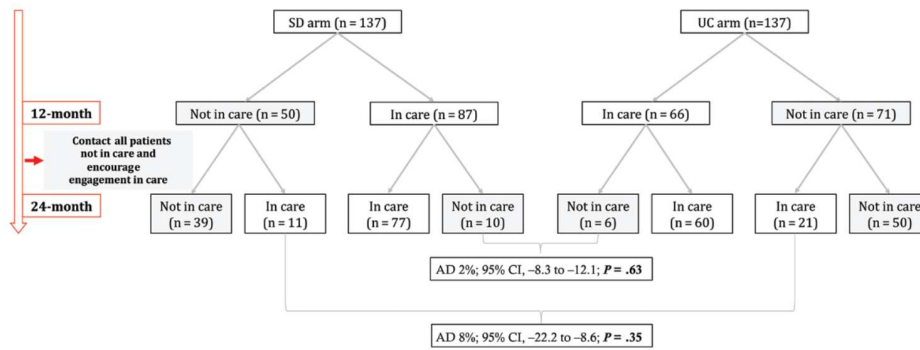 SD arm (n = 137)
UC arm (n=137)
12-month
Not in care (n = 50)
In care (n = 87)
In care (n = 66)
Not in care (n = 71)
Contact all patients
not in care and
encourage
engagement in care
24-month
Not in care
(n = 39)
In care
(n = 11)
In care
(n = 77)
Not in care
(n = 10)
Not in care
(n = 6)
In care
(n = 60)
In care
(n = 21)
Not in care
(n = 50)
AD 2%; 95% CI, –8.3 to –12.1; P = .63
AD 8%; 95% CI, –22.2 to –8.6; P = .35